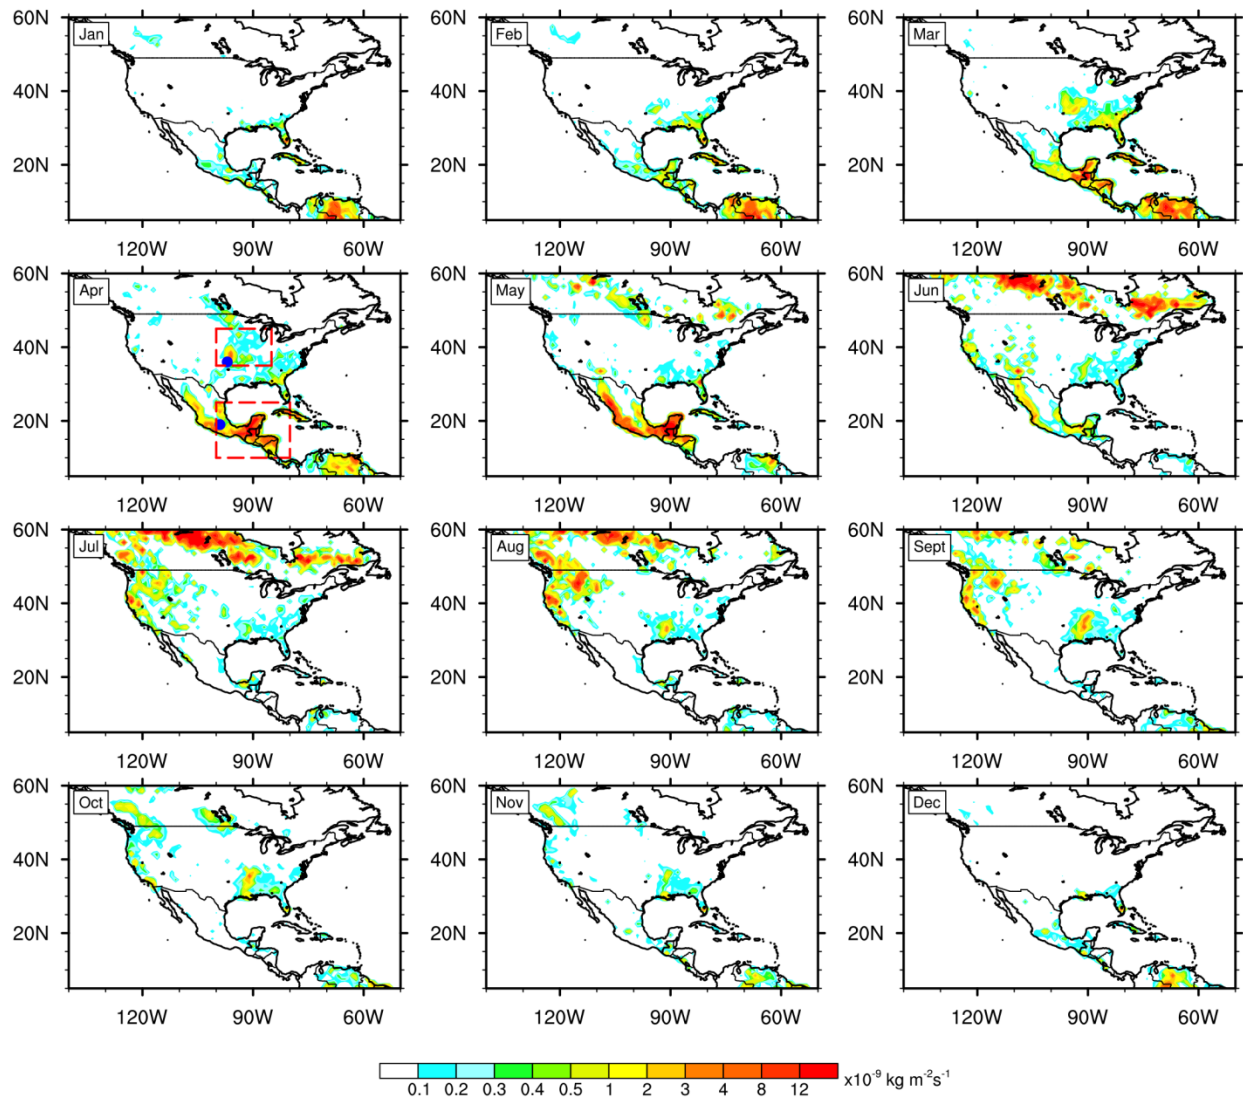 60N
40N
20N
Jan
Feb
Mar
120W 90W 60W 120W 90W 60W 120W 90W 60W
60N 60N 60N
40N 40N 40N
20N 20N 20N
Apr
May
Jun
120W 90W 60W 120W 90W 60W 120W 90W 60W
60N 60N 60N
40N 40N 40N
20N 20N 20N
Jul
Aug
Sept
120W 90W 60W 120W 90W 60W 120W 90W 60W
60N 60N 60N
40N 40N 40N
20N 20N 20N
Oct
Nov
Dec
60N 60N
40N 40N
20N 20N
120W 90W 60W 120W 90W 60W 120W 90W 60W
0.1 0.2 0.3 0.4 0.5 1 2 3 4 8 12
x10⁻⁹ kg m⁻²s⁻¹